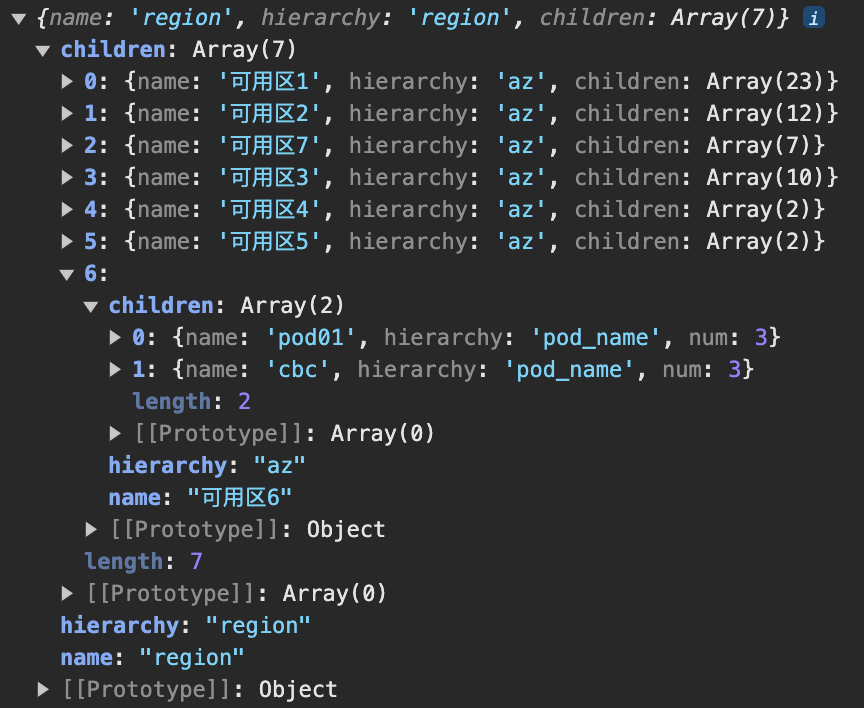 ▼ {name: 'region', hierarchy: 'region', children: Array(7)} i
▼ children: Array(7)
▶ 0: {name: '可用区1', hierarchy: 'az', children: Array(23)}
▶ 1: {name: '可用区2', hierarchy: 'az', children: Array(12)}
▶ 2: {name: '可用区7', hierarchy: 'az', children: Array(7)}
▶ 3: {name: '可用区3', hierarchy: 'az', children: Array(10)}
▶ 4: {name: '可用区4', hierarchy: 'az', children: Array(2)}
▶ 5: {name: '可用区5', hierarchy: 'az', children: Array(2)}
▼ 6:
▼ children: Array(2)
▶ 0: {name: 'pod01', hierarchy: 'pod_name', num: 3}
▶ 1: {name: 'cbc', hierarchy: 'pod_name', num: 3}
length: 2
▶ [[Prototype]]: Array(0)
hierarchy: "az"
name: "可用区6"
▶ [[Prototype]]: Object
length: 7
▶ [[Prototype]]: Array(0)
hierarchy: "region"
name: "region"
▶ [[Prototype]]: Object